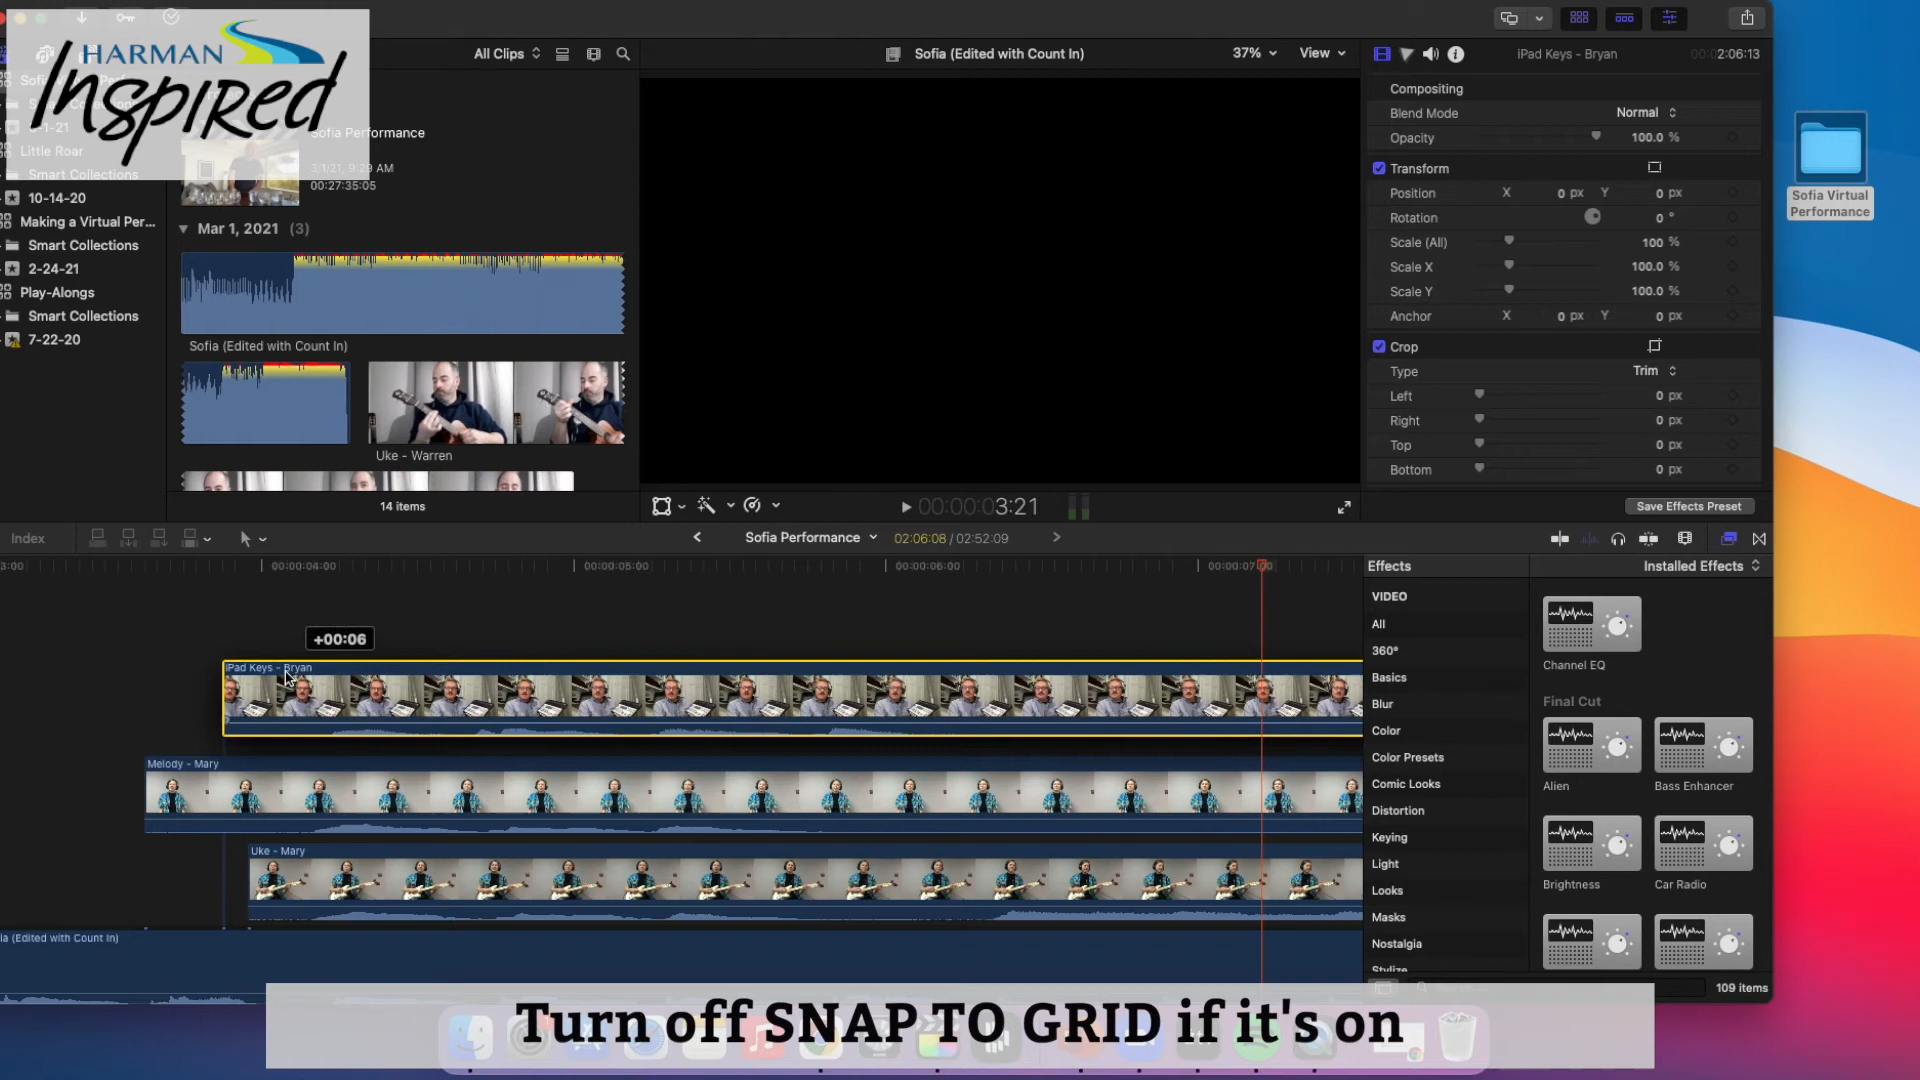 HARMAN
Inspired
All Clips
Sofia (Edited with Count In)
37%
View
iPad Keys - Bryan
00:02:06:13
Sofia Performance
3/1/21, 9:29 AM
00:27:35:05
Little Roar
Smart Collections
10-14-20
Making a Virtual Per...
Smart Collections
2-24-21
Play-Alongs
Smart Collections
7-22-20
Mar 1, 2021 (3)
Sofia (Edited with Count In)
Uke - Warren
14 items
00:00:03:21
Compositing
Blend Mode Normal
Opacity 100.0 %
Transform
Position X 0 px Y 0 px
Rotation 0 °
Scale (All) 100 %
Scale X 100.0 %
Scale Y 100.0 %
Anchor X 0 px Y 0 px
Crop
Type Trim
Left 0 px
Right 0 px
Top 0 px
Bottom 0 px
Save Effects Preset
Sofia Virtual
Performance
Index
Sofia Performance
02:06:08 / 02:52:09
3:00
00:00:04:00
00:00:05:00
00:00:06:00
00:00:07:00
+00:06
iPad Keys - Bryan
Melody - Mary
Uke - Mary
ia (Edited with Count In)
Effects
Installed Effects
VIDEO
All
360°
Basics
Blur
Color
Color Presets
Comic Looks
Distortion
Keying
Light
Looks
Masks
Nostalgia
Stylize
Channel EQ
Final Cut
Alien
Bass Enhancer
Brightness
Car Radio
109 items
Turn off SNAP TO GRID if it's on